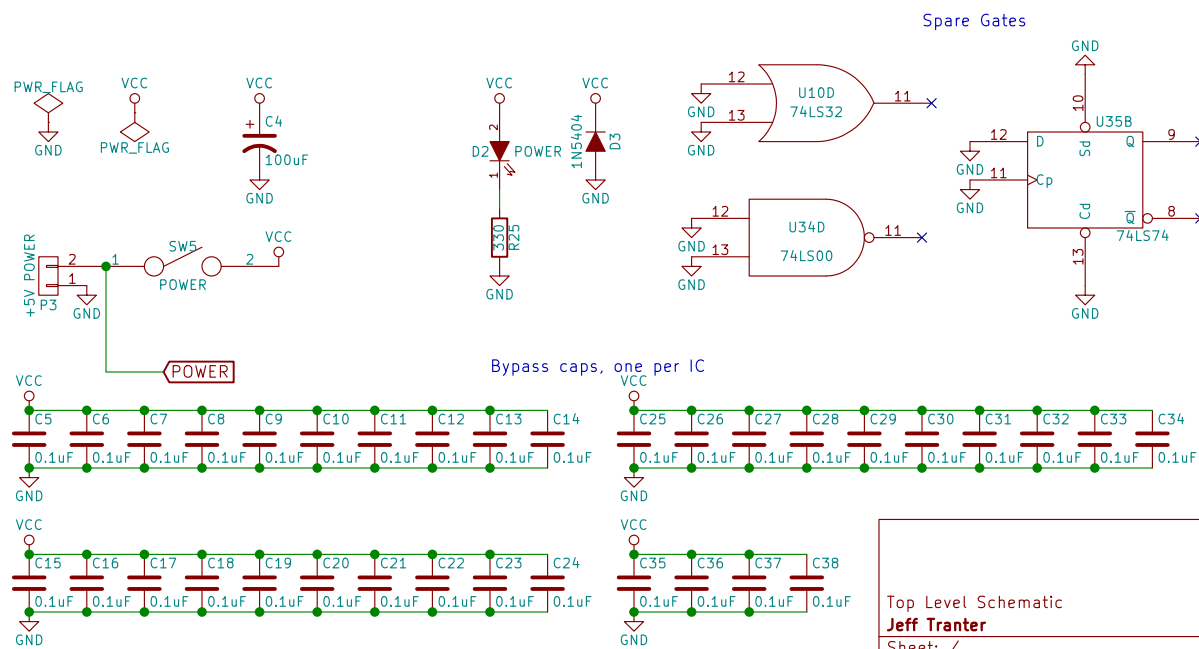 Spare Gates
PWR_FLAG
GND
VCC
PWR_FLAG
VCC
+
C4
100uF
GND
VCC
2
D2
POWER
1
330
R25
GND
VCC
1N5404
D3
GND
12
GND
13
GND
U10D
74LS32
11
12
GND
13
GND
U34D
74LS00
11
GND
10
U35B
12
D
Sd
Q
9
GND
11
Cp
GND
Cd
Q
8
74LS74
13
GND
+5V POWER
2
1
P3
GND
1
SW5
POWER
2
VCC
POWER
Bypass caps, one per IC
VCC
C5 C6 C7 C8 C9 C10 C11 C12 C13 C14
0.1uF 0.1uF 0.1uF 0.1uF 0.1uF 0.1uF 0.1uF 0.1uF 0.1uF 0.1uF
GND
VCC
C25 C26 C27 C28 C29 C30 C31 C32 C33 C34
0.1uF 0.1uF 0.1uF 0.1uF 0.1uF 0.1uF 0.1uF 0.1uF 0.1uF 0.1uF
GND
VCC
C15 C16 C17 C18 C19 C20 C21 C22 C23 C24
0.1uF 0.1uF 0.1uF 0.1uF 0.1uF 0.1uF 0.1uF 0.1uF 0.1uF 0.1uF
GND
VCC
C35 C36 C37 C38
0.1uF 0.1uF 0.1uF 0.1uF
GND
Top Level Schematic
Jeff Tranter
Sheet: /